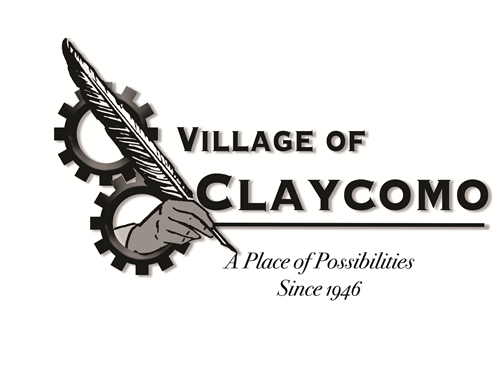 VILLAGE OF
CLAYCOMO
A Place of Possibilities
Since 1946